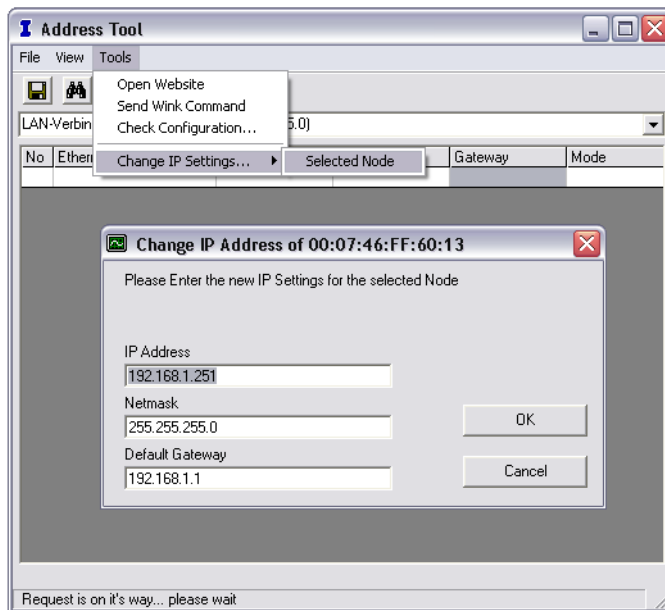 Address Tool
File View Tools
Open Website
Send Wink Command
LAN-Verbin
Check Configuration...
5.0)
No Ether
Change IP Settings...
Selected Node
Gateway
Mode
Change IP Address of 00:07:46:FF:60:13
Please Enter the new IP Settings for the selected Node
IP Address
192.168.1.251
Netmask
255.255.255.0
OK
Default Gateway
192.168.1.1
Cancel
Request is on it's way... please wait